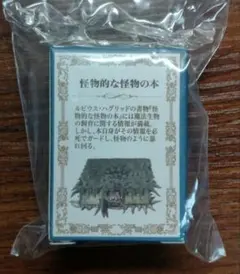 怪物的な怪物の本
ルビウス・ハグリッドの書物『怪
物的な怪物の本』には魔法生物
の飼育に関する情報が満載。
しかし、本自身がその情報を必
死でガードし、怪物のように暴
れ回る。